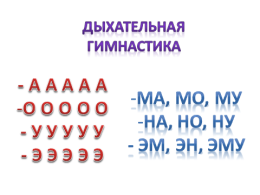 ДЫХАТЕЛЬНАЯ
ГИМНАСТИКА
- А А А А А
-О О О О О
- У У У У У
- Э Э Э Э Э
-МА, МО, МУ
-НА, НО, НУ
- ЭМ, ЭН, ЭМУ